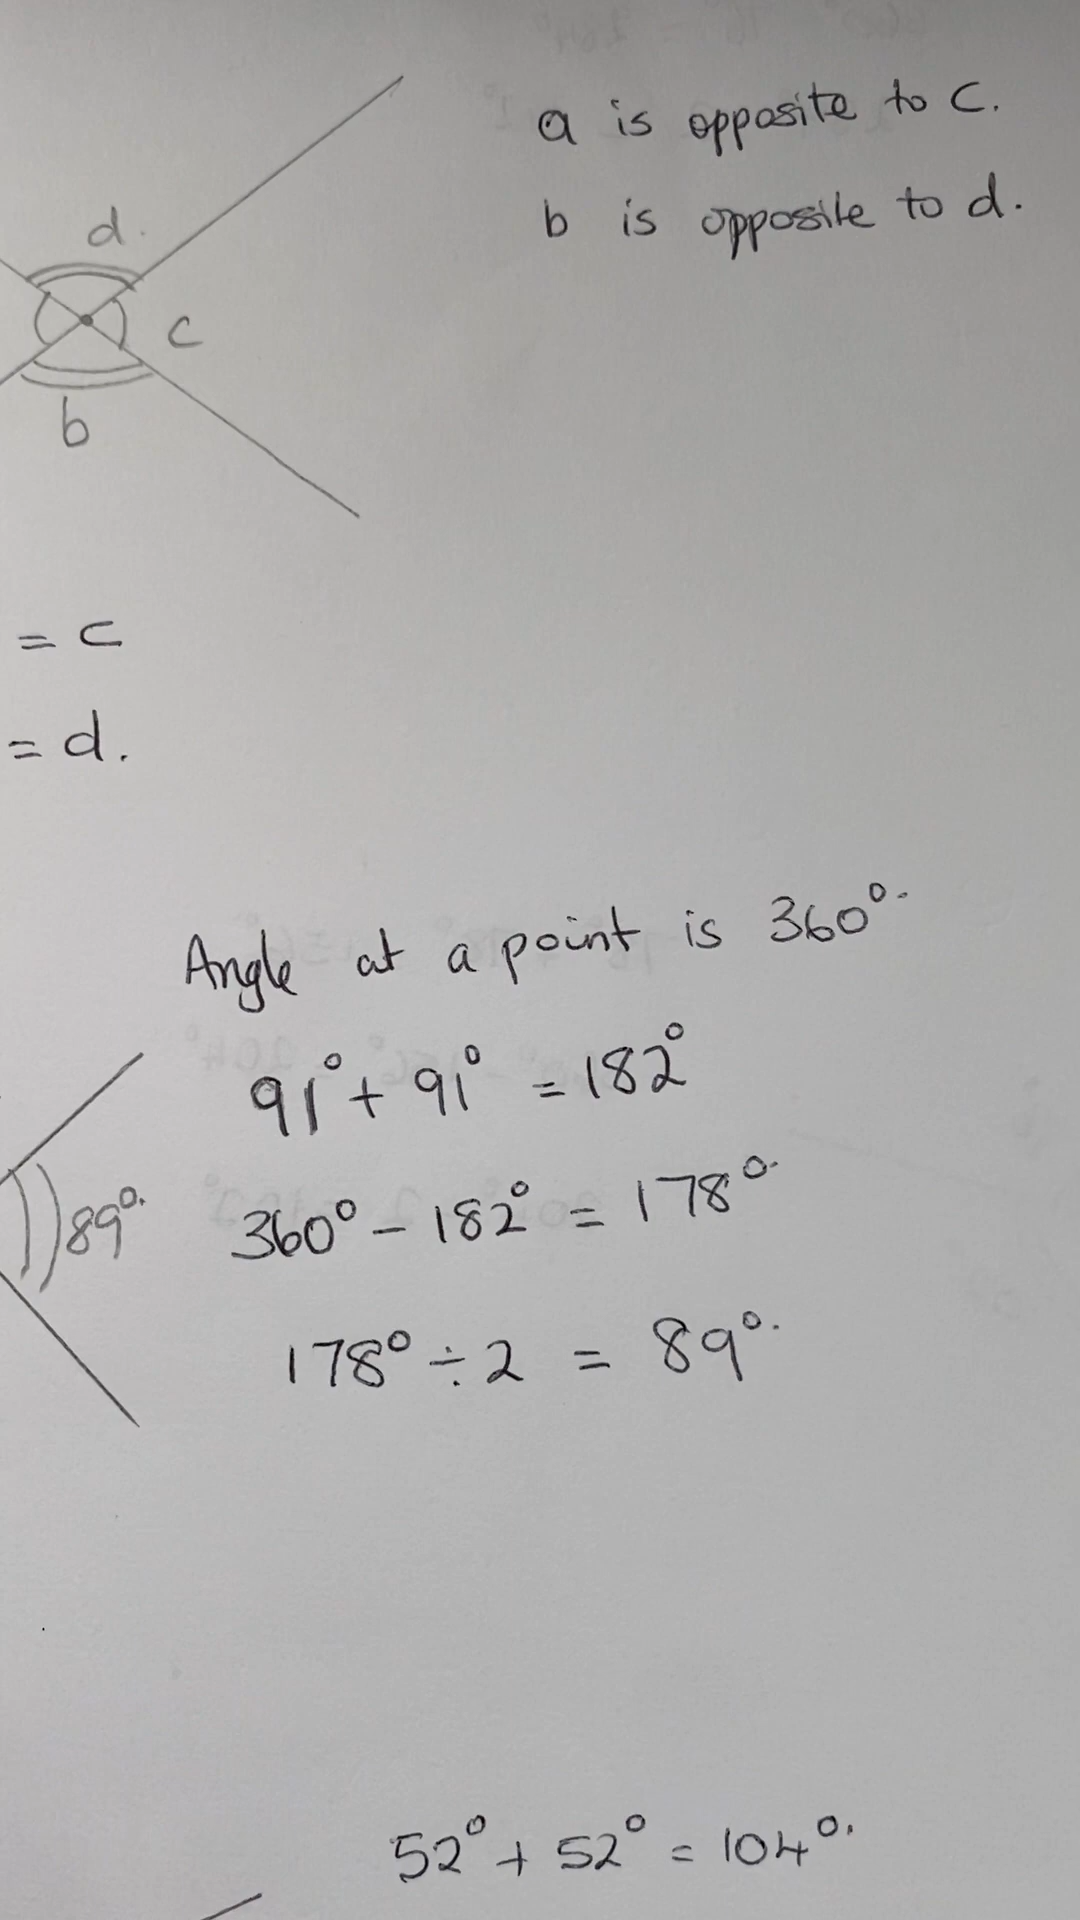 a is opposite to c.
b is opposite to d.
d.
c
b
= c
= d.
Angle at a point is 360°.
91° + 91° = 182°
89°.
360° - 182° = 178°.
178° ÷ 2 = 89°.
52° + 52° = 104°.